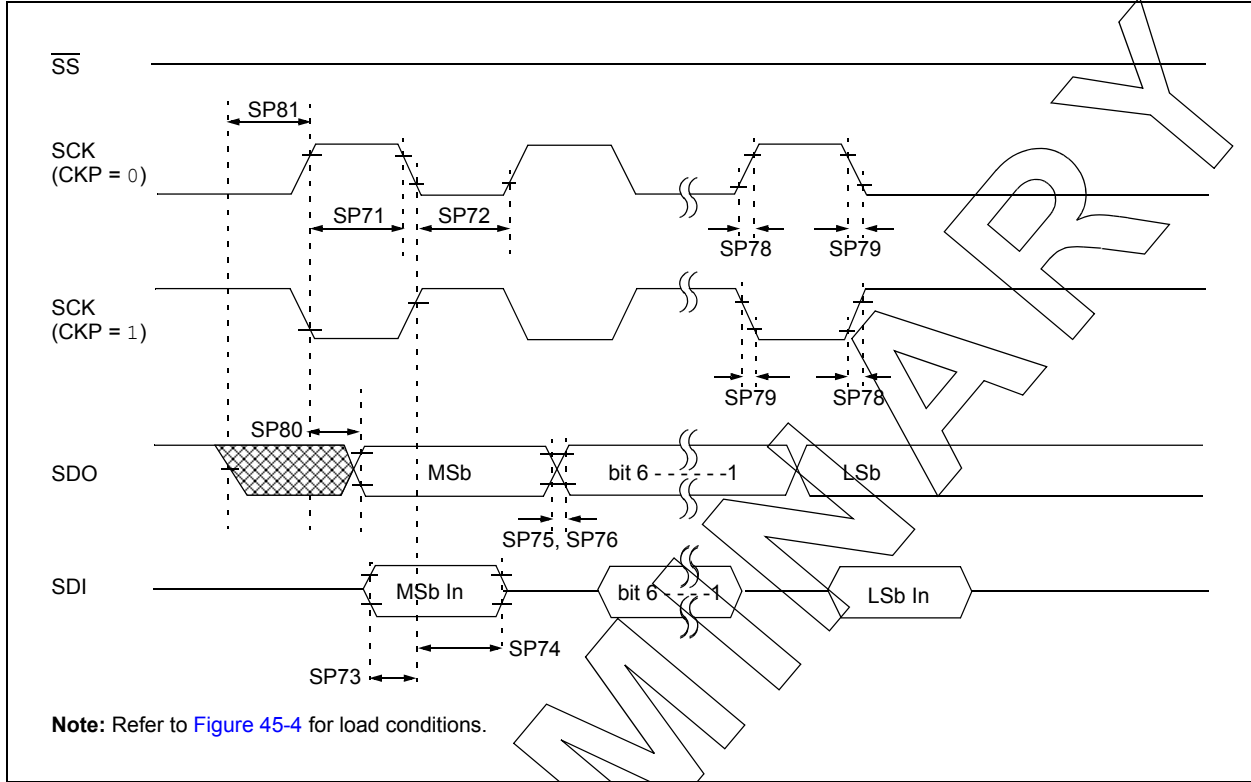 SS
SP81
SCK
(CKP = 0)
SP71
SP72
SP78
SP79
SCK
(CKP = 1)
SP79
SP78
SP80
SDO
MSb
bit 6 - - - - - -1
LSb
SP75, SP76
SDI
MSb In
bit 6 - - - - -1
LSb In
SP74
SP73
Note: Refer to Figure 45-4 for load conditions.
MINARY